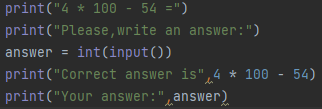 print("4 * 100 - 54 =")
print("Please,write an answer:")
answer = int(input())
print("Correct answer is",4 * 100 - 54)
print("Your answer:",answer)